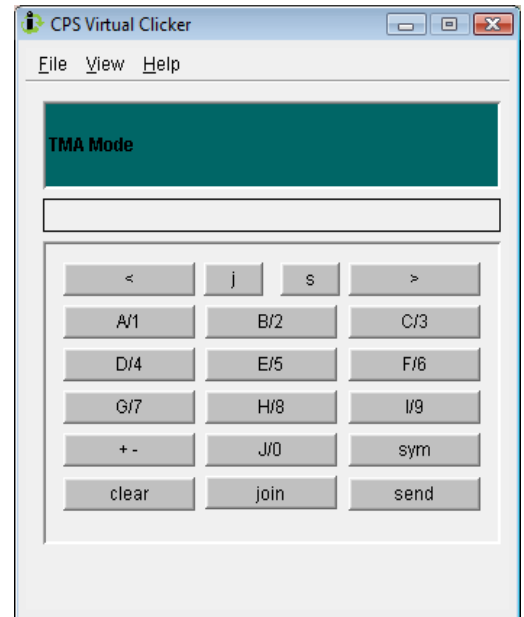 CPS Virtual Clicker
File View Help
TMA Mode
< j s >
A/1 B/2 C/3
D/4 E/5 F/6
G/7 H/8 I/9
+ - J/0 sym
clear join send